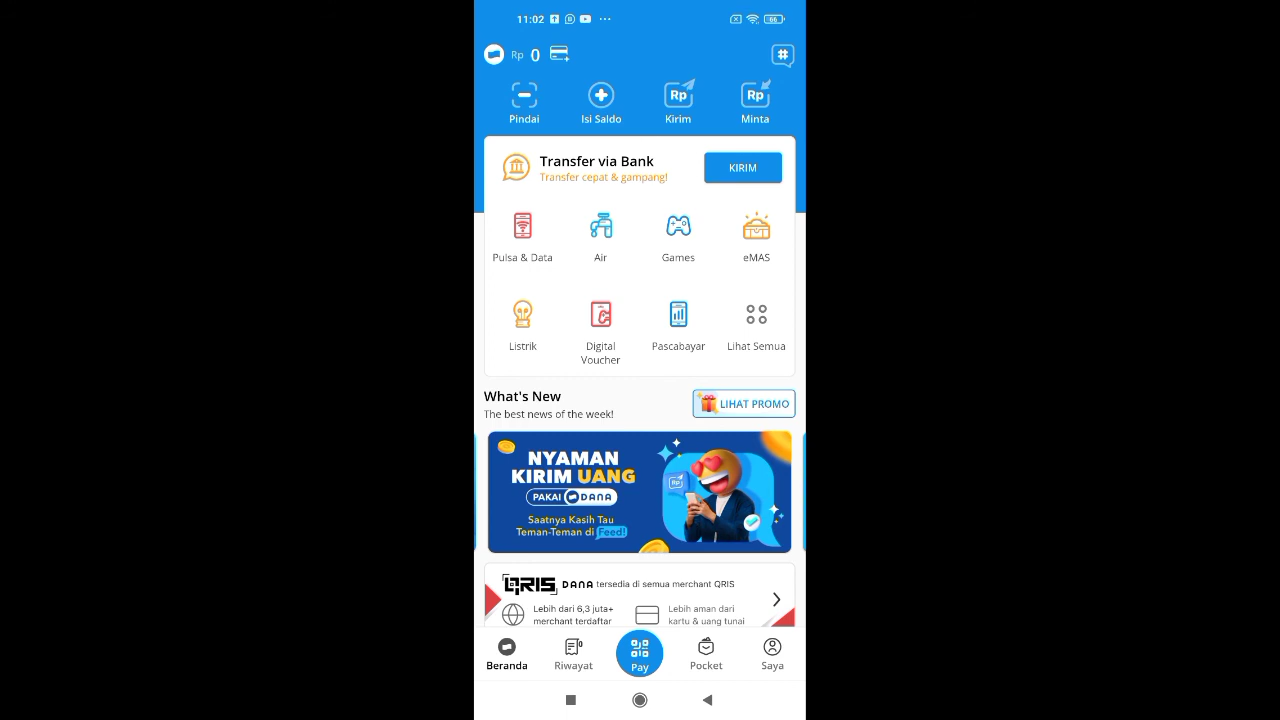 11:02
66
Rp 0
#
Pindai Isi Saldo Rp Kirim Rp Minta
Transfer via Bank
Transfer cepat & gampang!
KIRIM
Pulsa & Data Air Games eMAS
Listrik Digital Voucher Pascabayar Lihat Semua
What's New
The best news of the week!
LIHAT PROMO
NYAMAN
KIRIM UANG
PAKAI DANA
Saatnya Kasih Tau
Teman-Teman di Feed!
Rp
QRIS DANA tersedia di semua merchant QRIS
Lebih dari 6,3 juta+
merchant terdaftar
Lebih aman dari
kartu & uang tunai
Beranda Riwayat Pay Pocket Saya